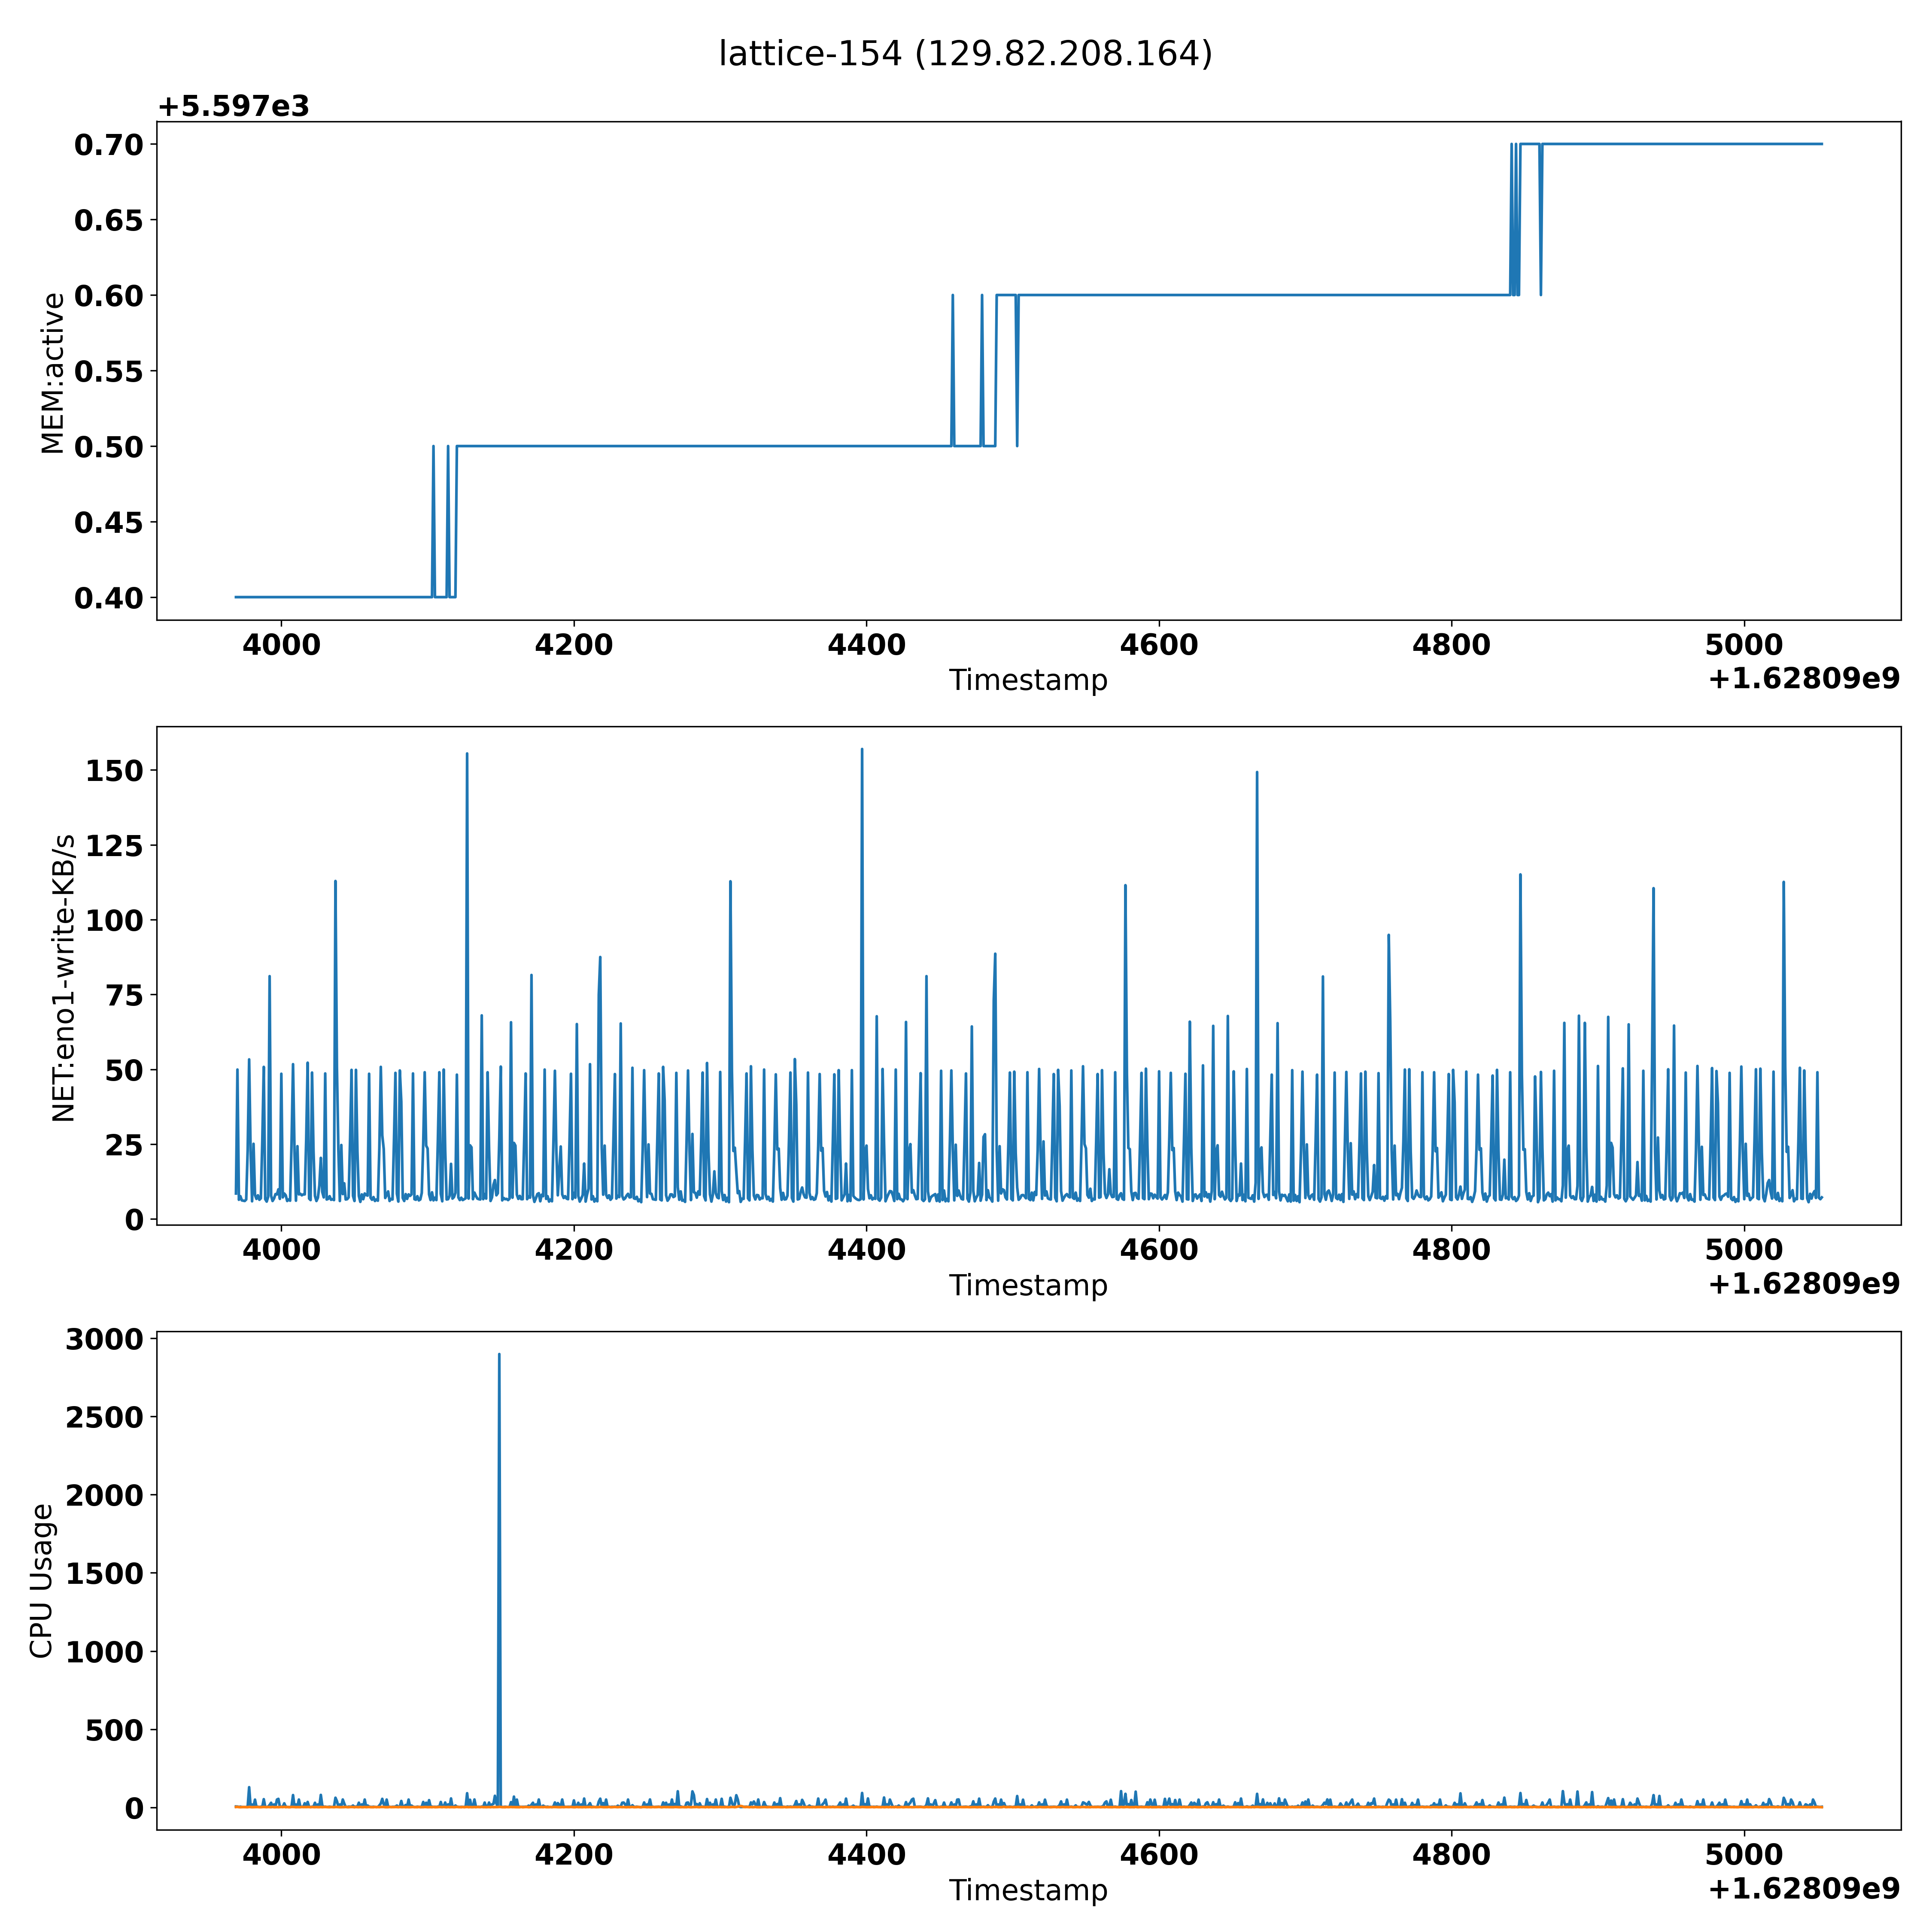 lattice-154 (129.82.208.164)
+5.597e3
0.70
0.65
0.60
0.55
0.50
0.45
0.40
MEM:active
4000 4200 4400 4600 4800 5000
Timestamp
+1.62809e9
150
125
100
75
50
25
0
NET:eno1-write-KB/s
4000 4200 4400 4600 4800 5000
Timestamp
+1.62809e9
3000
2500
2000
1500
1000
500
0
CPU Usage
4000 4200 4400 4600 4800 5000
Timestamp
+1.62809e9